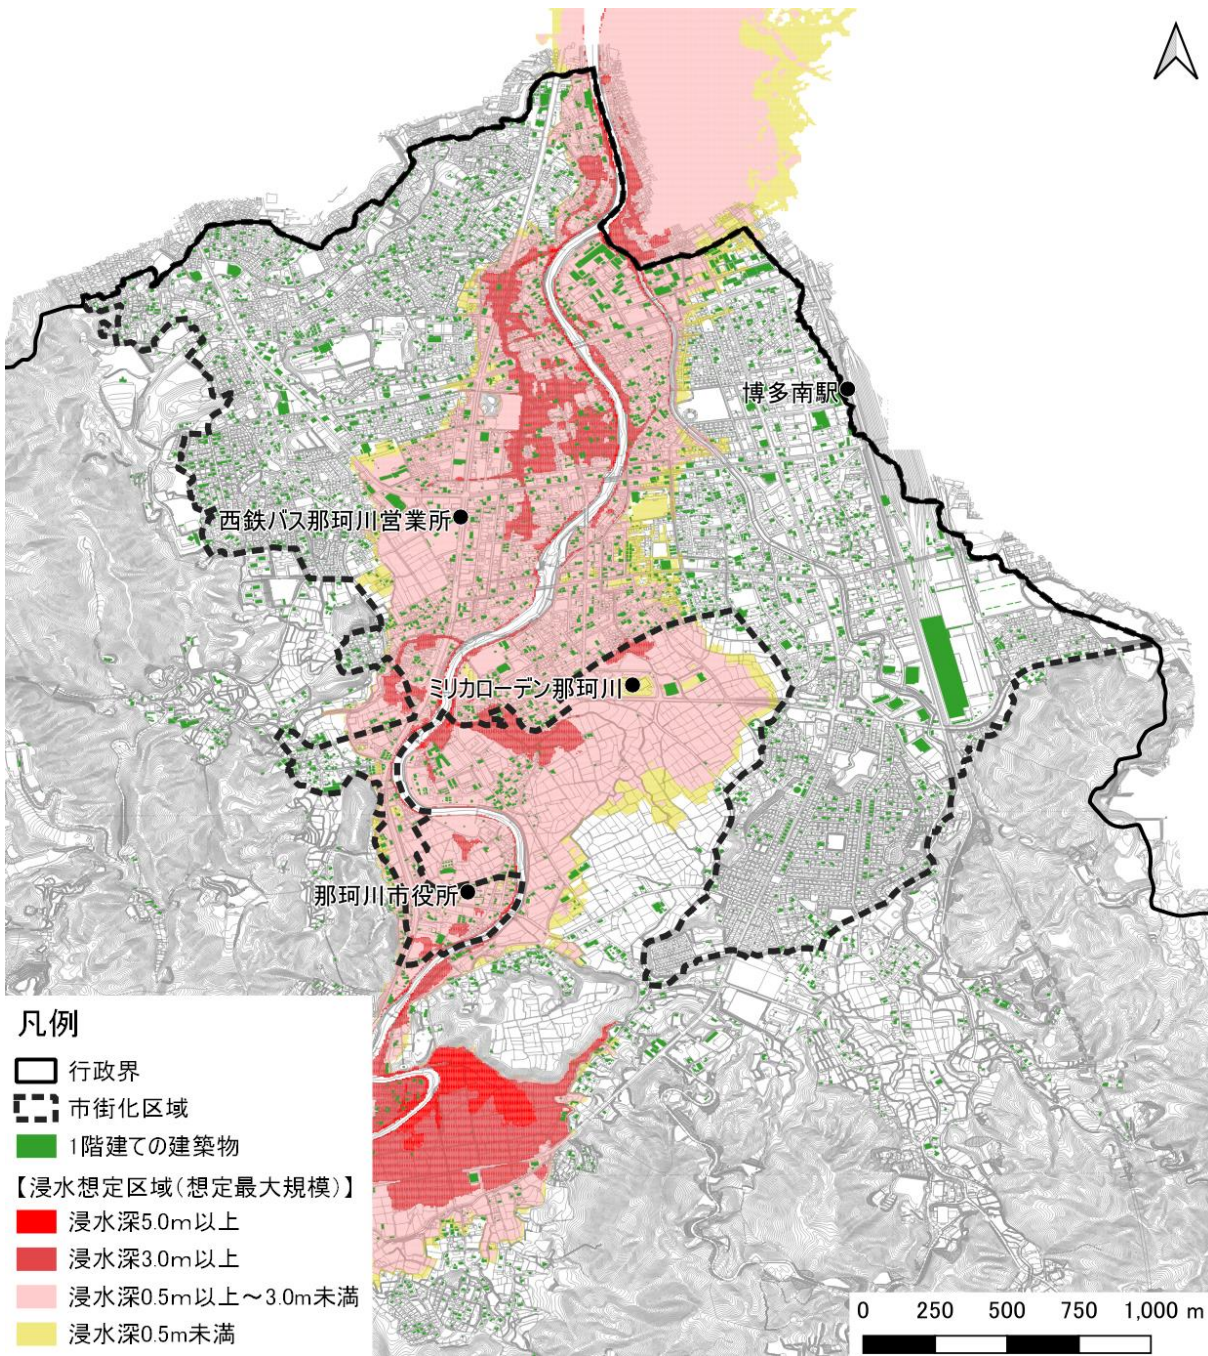 博多南駅
西鉄バス那珂川営業所
ミリカローデン那珂川
那珂川市役所
凡例
行政界
市街化区域
1階建ての建築物
【浸水想定区域(想定最大規模)】
浸水深5.0m以上
浸水深3.0m以上
浸水深0.5m以上～3.0m未満
浸水深0.5m未満
0 250 500 750 1,000 m